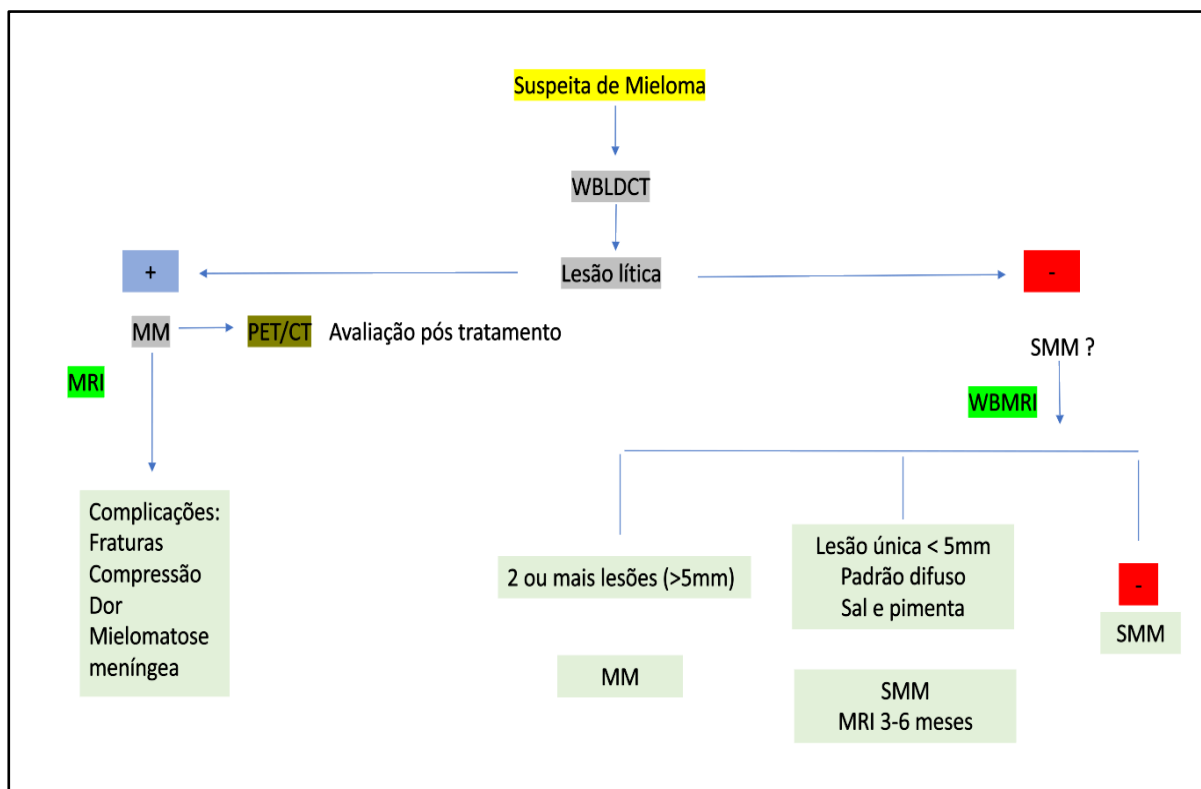 Suspeita de Mieloma
WBLDCT
Lesão lítica
+
-
MM
PET/CT Avaliação pós tratamento
MRI
Complicações:
Fraturas
Compressão
Dor
Mielomatose
meníngea
SMM ?
WBMRI
2 ou mais lesões (>5mm)
MM
Lesão única < 5mm
Padrão difuso
Sal e pimenta
SMM
MRI 3-6 meses
-
SMM